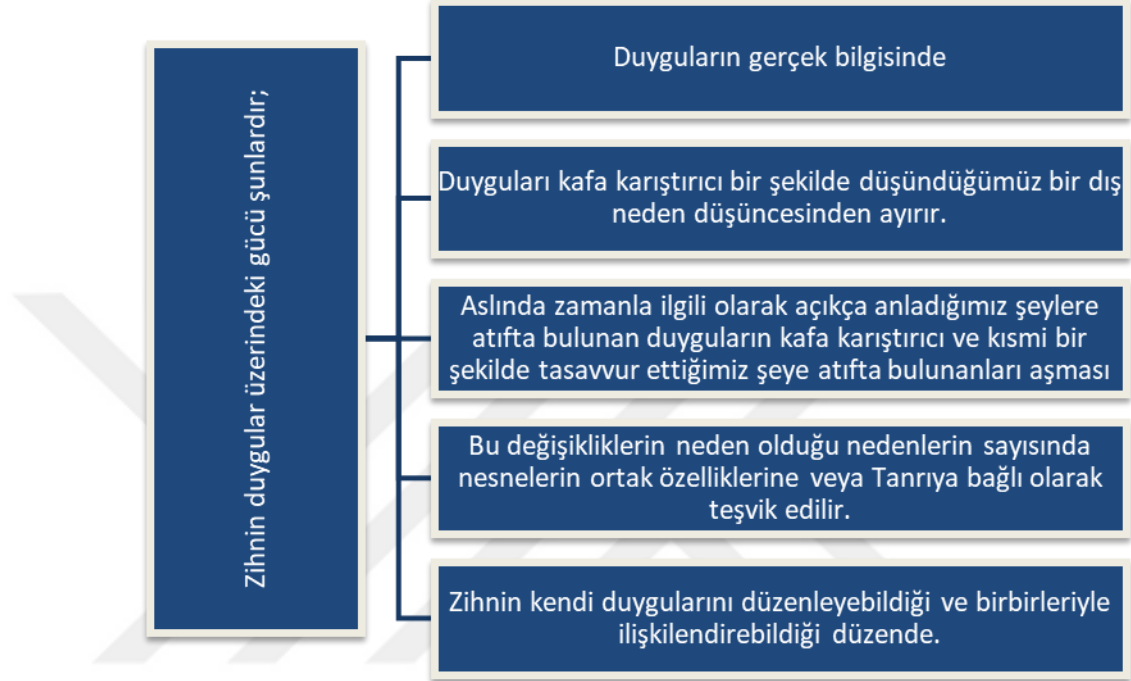 Zihnin duygular üzerindeki gücü şunlardır;
Duyguların gerçek bilgisinde
Duyguları kafa karıştırıcı bir şekilde düşündüğümüz bir dış
neden düşüncesinden ayırır.
Aslında zamanla ilgili olarak açıkça anladığımız şeylere
atıfta bulunan duyguların kafa karıştırıcı ve kısmi bir
şekilde tasavvur ettiğimiz şeye atıfta bulunanları aşması
Bu değişikliklerin neden olduğu nedenlerin sayısında
nesnelerin ortak özelliklerine veya Tanrıya bağlı olarak
teşvik edilir.
Zihnin kendi duygularını düzenleyebildiği ve birbirleriyle
ilişkilendirebildiği düzende.